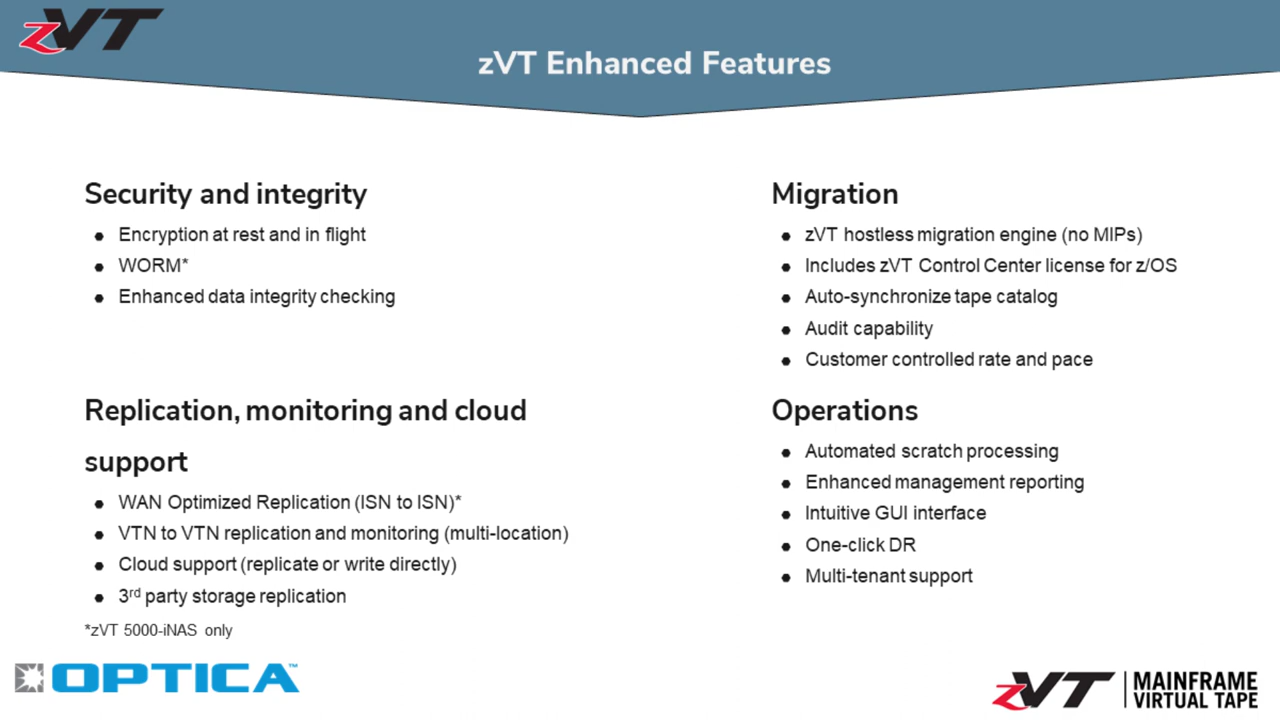 zVT
zVT Enhanced Features
Security and integrity
Encryption at rest and in flight
WORM*
Enhanced data integrity checking
Migration
zVT hostless migration engine (no MIPs)
Includes zVT Control Center license for z/OS
Auto-synchronize tape catalog
Audit capability
Customer controlled rate and pace
Replication, monitoring and cloud
support
WAN Optimized Replication (ISN to ISN)*
VTN to VTN replication and monitoring (multi-location)
Cloud support (replicate or write directly)
3rd party storage replication
*zVT 5000-iNAS only
Operations
Automated scratch processing
Enhanced management reporting
Intuitive GUI interface
One-click DR
Multi-tenant support
OPTICA™
zVT | MAINFRAME
VIRTUAL TAPE